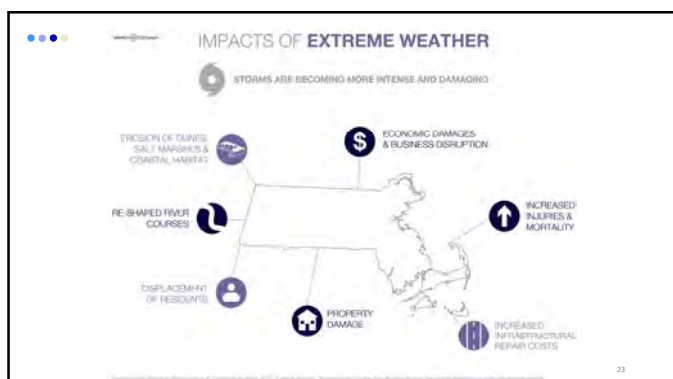 IMPACTS OF EXTREME WEATHER
STORMS ARE BECOMING MORE INTENSE AND DAMAGING
EROSION OF DUNES,
SALT MARSHES &
COASTAL HABITAT
ECONOMIC DAMAGES
& BUSINESS DISRUPTION
RE-SHAPED RIVER
COURSES
INCREASED
INJURIES &
MORTALITY
DISPLACEMENT
OF RESIDENTS
PROPERTY
DAMAGE
INCREASED
INFRASTRUCTURAL
REPAIR COSTS
23